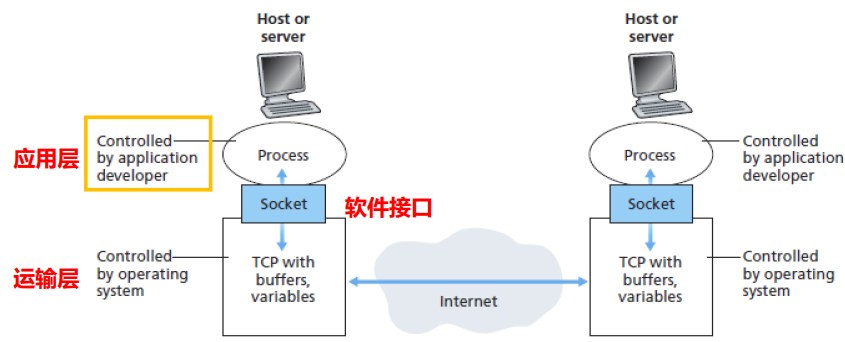 Host or
server
Host or
server
应用层
Controlled
by application
developer
Process
Process
Controlled
by application
developer
Socket
软件接口
Socket
运输层
Controlled
by operating
system
TCP with
buffers,
variables
Internet
TCP with
buffers,
variables
Controlled
by operating
system